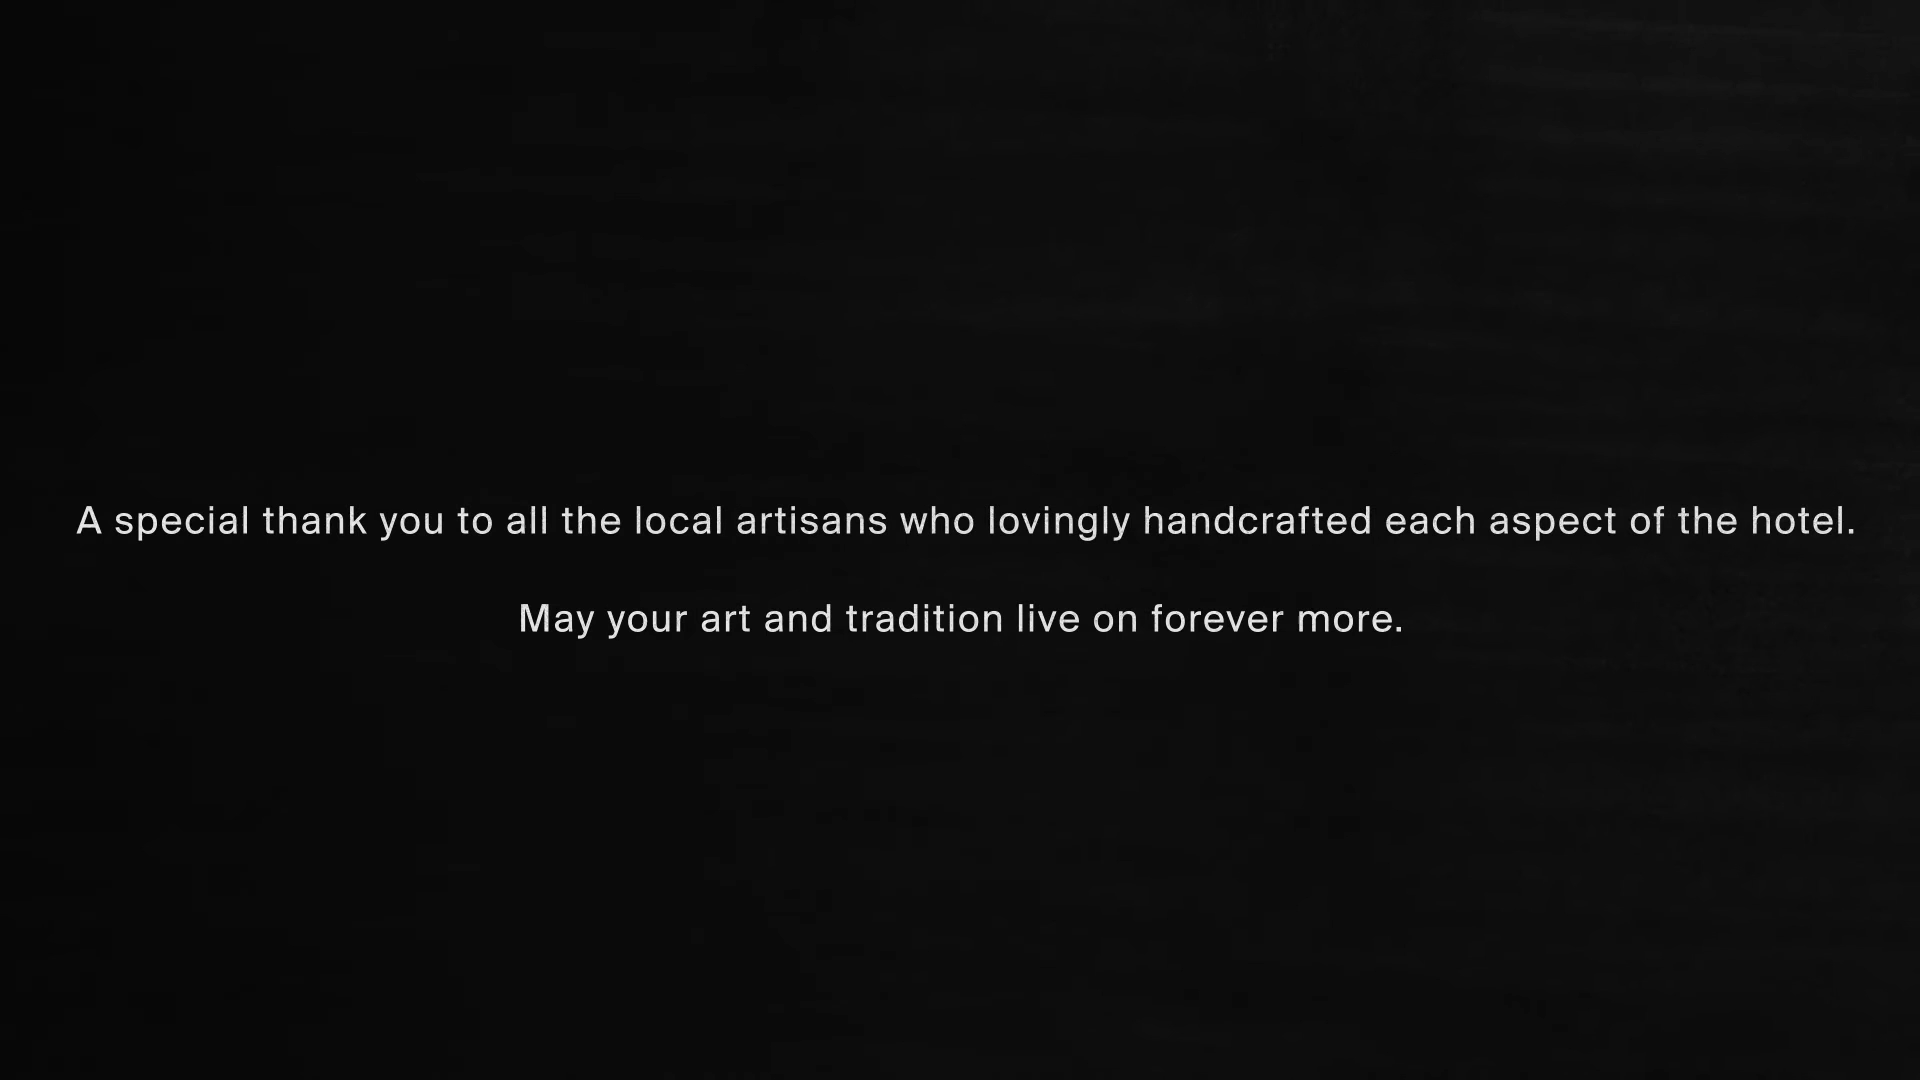 A special thank you to all the local artisans who lovingly handcrafted each aspect of the hotel.
May your art and tradition live on forever more.